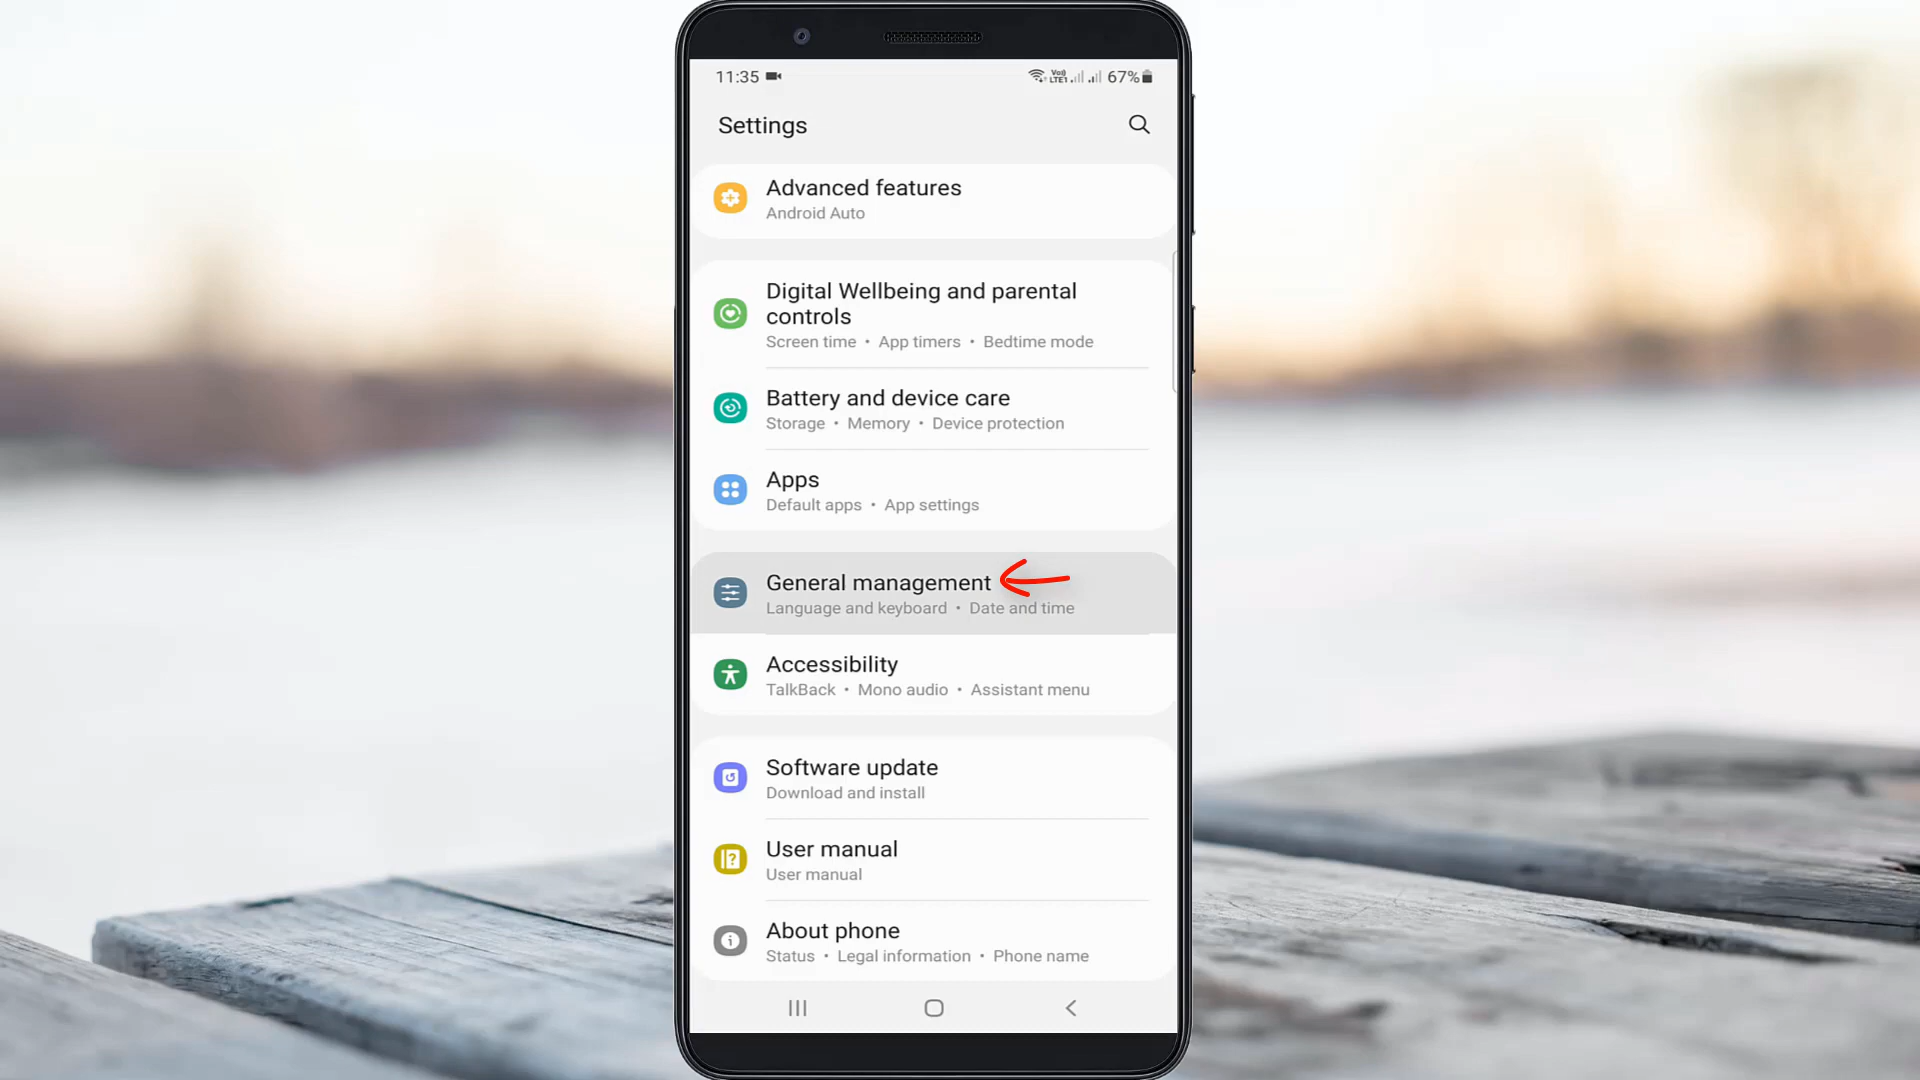 11:35
Vo))
LTE1
67%
Settings
Advanced features
Android Auto
Digital Wellbeing and parental
controls
Screen time • App timers • Bedtime mode
Battery and device care
Storage • Memory • Device protection
Apps
Default apps • App settings
General management
Language and keyboard • Date and time
Accessibility
TalkBack • Mono audio • Assistant menu
Software update
Download and install
User manual
User manual
About phone
Status • Legal information • Phone name